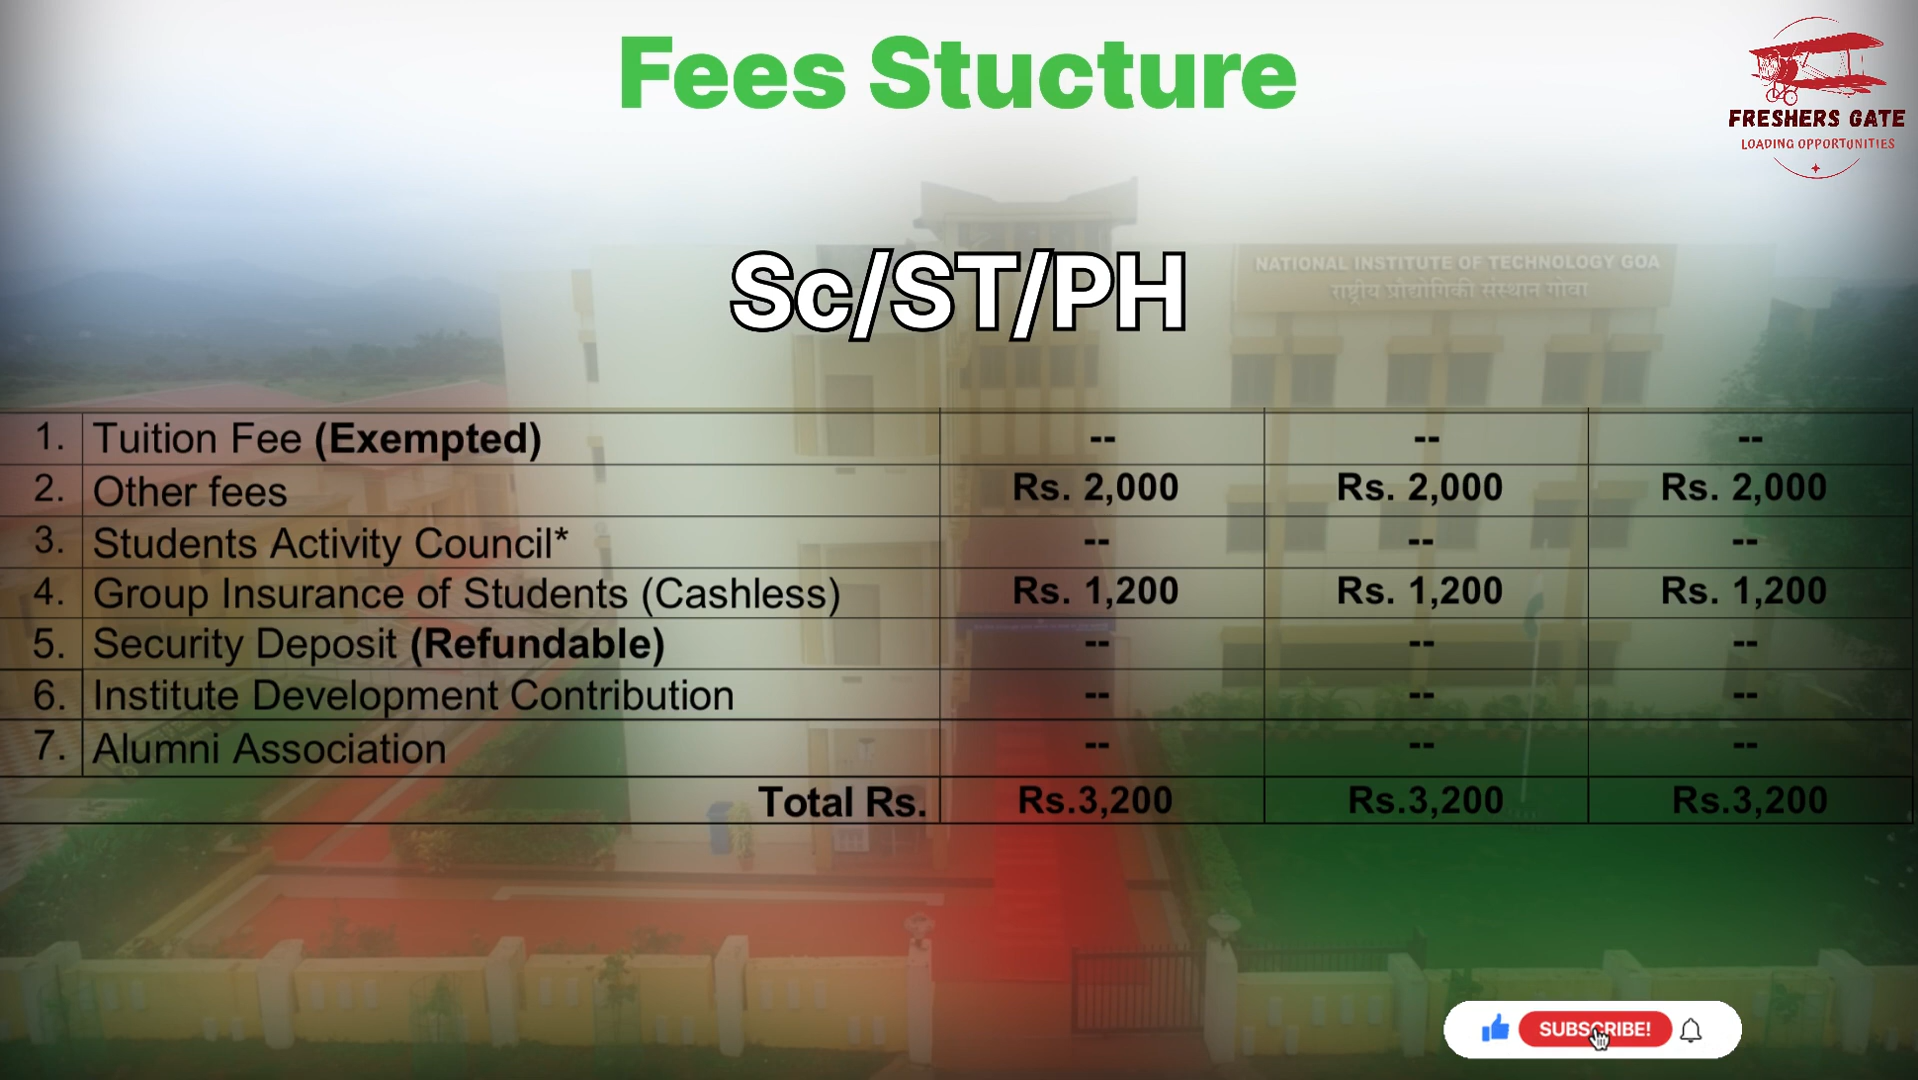 Fees Stucture
FRESHERS GATE
LOADING OPPORTUNITIES
Sc/ST/PH
NATIONAL INSTITUTE OF TECHNOLOGY GOA
राष्ट्रीय प्रौद्योगिकी संस्थान गोवा
1. Tuition Fee (Exempted) -- -- --
2. Other fees Rs. 2,000 Rs. 2,000 Rs. 2,000
3. Students Activity Council* -- -- --
4. Group Insurance of Students (Cashless) Rs. 1,200 Rs. 1,200 Rs. 1,200
5. Security Deposit (Refundable) -- -- --
6. Institute Development Contribution -- -- --
7. Alumni Association -- -- --
Total Rs. Rs.3,200 Rs.3,200 Rs.3,200
SUBSCRIBE!